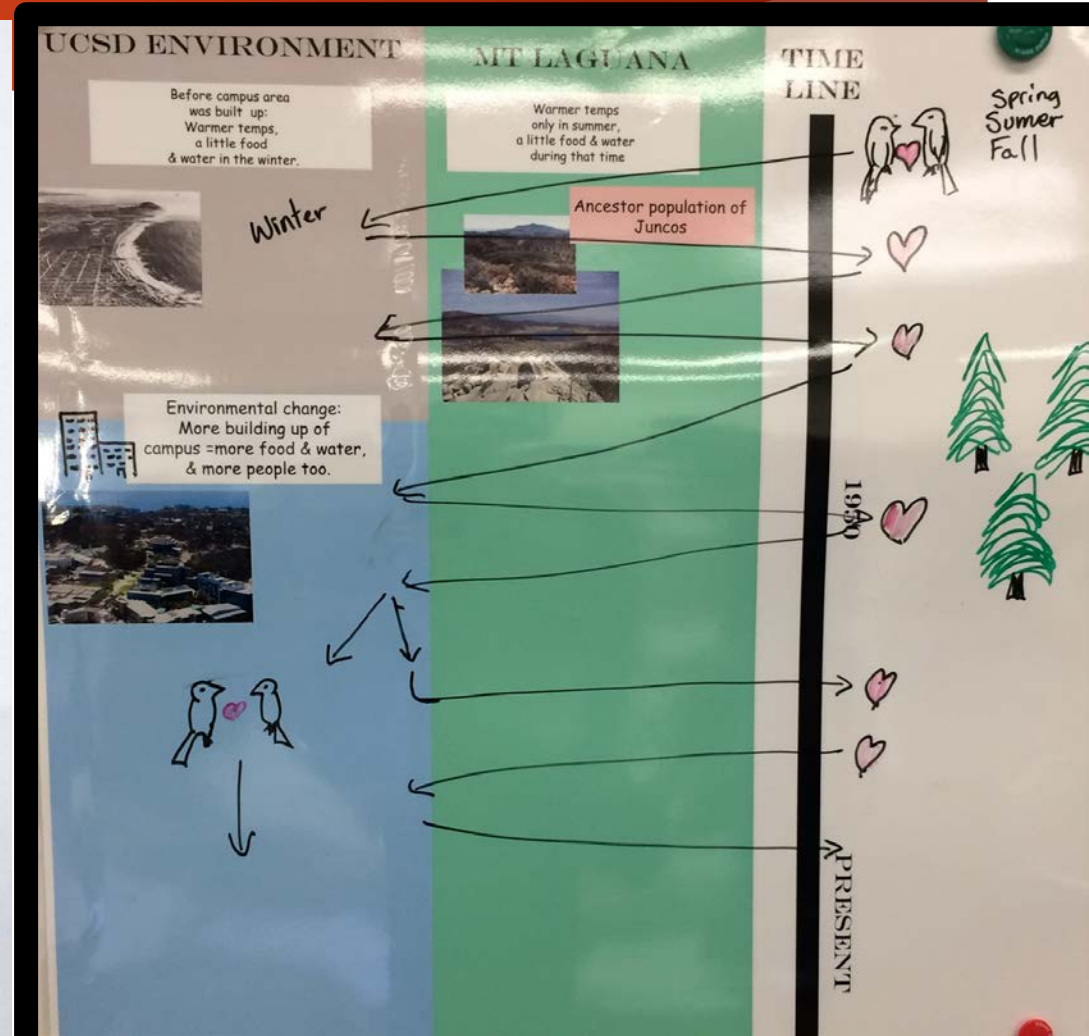 UCSD ENVIRONMENT
MT LAGUANA
TIME
LINE
Before campus area
was built up:
Warmer temps,
a little food
& water in the winter.
Warmer temps
only in summer,
a little food & water
during that time
Spring
Sumer
Fall
Winter
Ancestor population of
Juncos
Environmental change:
More building up of
campus =more food & water,
& more people too.
PRESENT